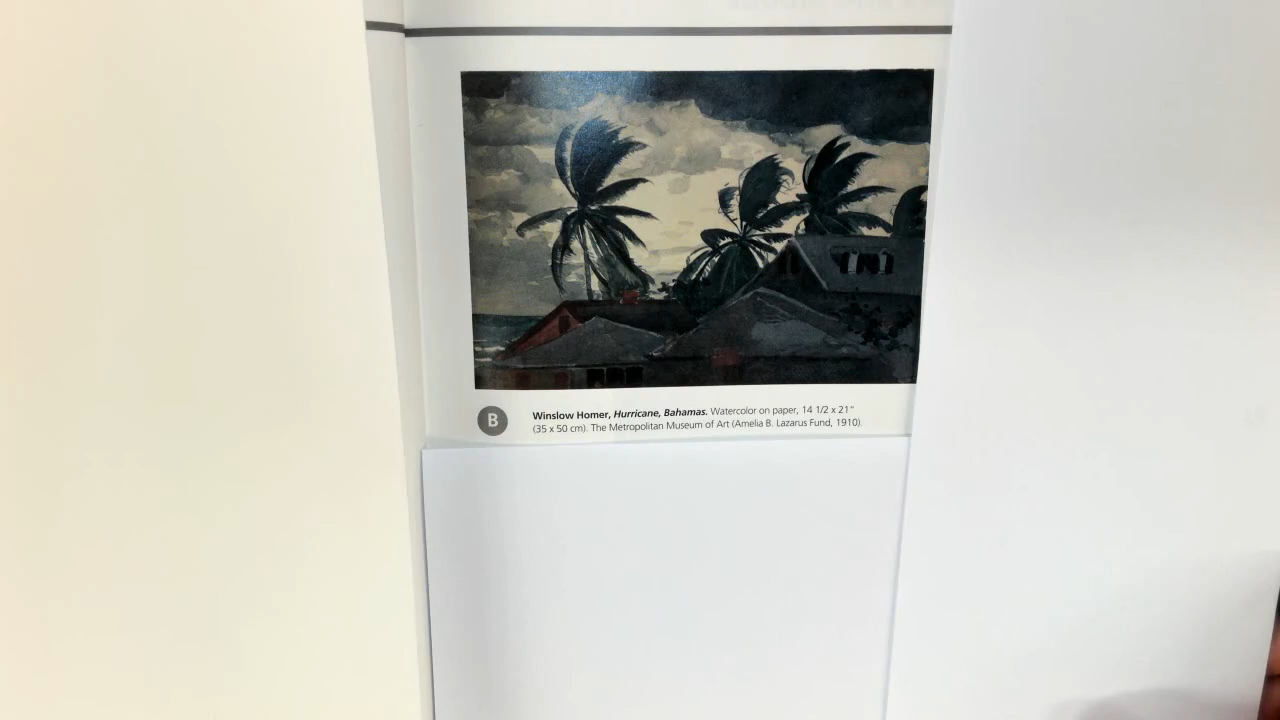 B
Winslow Homer, Hurricane, Bahamas. Watercolor on paper, 14 1/2 x 21"
(35 x 50 cm). The Metropolitan Museum of Art (Amelia B. Lazarus Fund, 1910).